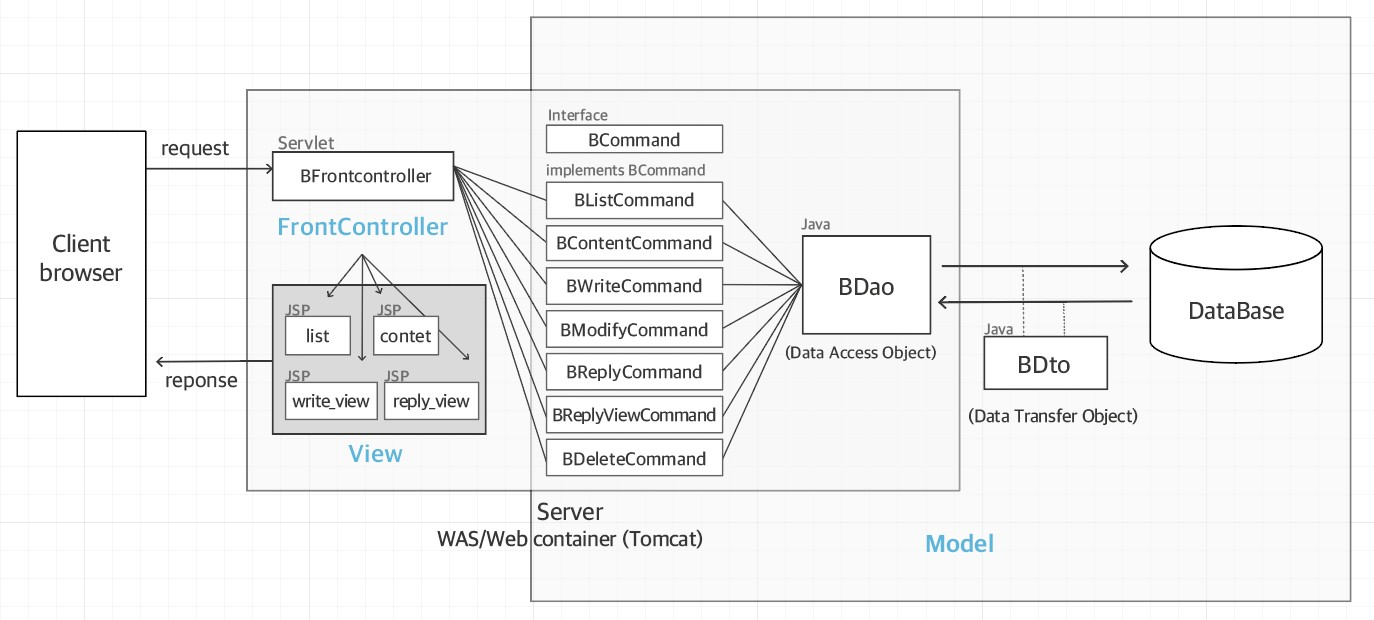 Client
browser
request
reponse
Servlet
BFrontcontroller
FrontController
JSP
list
JSP
contet
JSP
write_view
JSP
reply_view
View
Interface
BCommand
implements BCommand
BListCommand
BContentCommand
BWriteCommand
BModifyCommand
BReplyCommand
BReplyViewCommand
BDeleteCommand
Java
BDao
(Data Access Object)
Java
BDto
(Data Transfer Object)
DataBase
Server
WAS/Web container (Tomcat)
Model